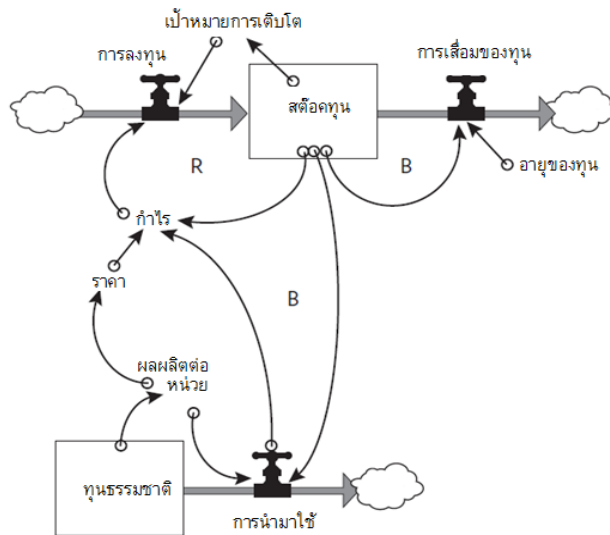 เป้าหมายการเติบโต
การลงทุน
การเสื่อมของทุน
สต๊อคทุน
R
B
อายุของทุน
กำไร
ราคา
B
ผลผลิตต่อ
หน่วย
ทุนธรรมชาติ
การนำมาใช้